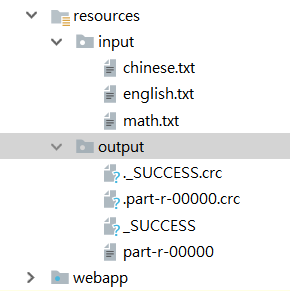 resources
input
chinese.txt
english.txt
math.txt
output
._SUCCESS.crc
.part-r-00000.crc
_SUCCESS
part-r-00000
webapp